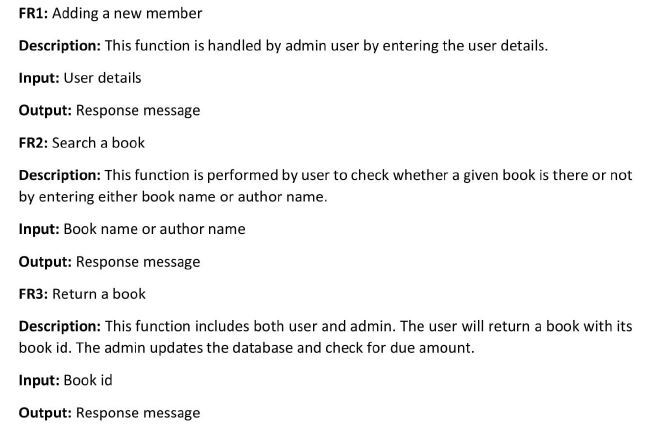 FR1: Adding a new member
Description: This function is handled by admin user by entering the user details.
Input: User details
Output: Response message
FR2: Search a book
Description: This function is performed by user to check whether a given book is there or not
by entering either book name or author name.
Input: Book name or author name
Output: Response message
FR3: Return a book
Description: This function includes both user and admin. The user will return a book with its
book id. The admin updates the database and check for due amount.
Input: Book id
Output: Response message